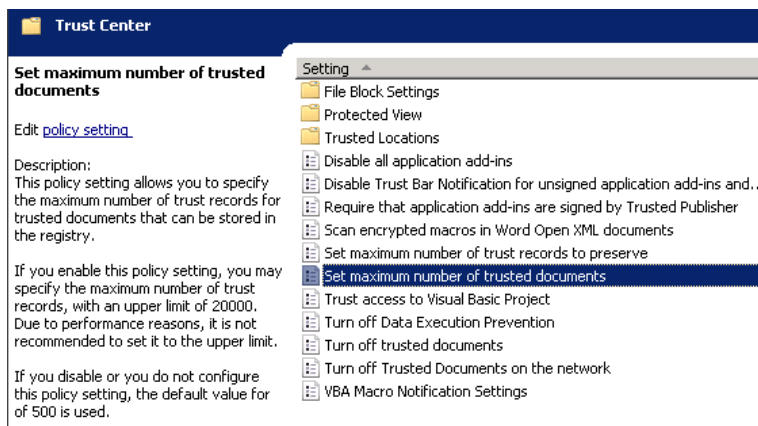 Trust Center
Set maximum number of trusted
documents
Edit policy setting
Description:
This policy setting allows you to specify
the maximum number of trust records for
trusted documents that can be stored in
the registry.
If you enable this policy setting, you may
specify the maximum number of trust
records, with an upper limit of 20000.
Due to performance reasons, it is not
recommended to set it to the upper limit.
If you disable or you do not configure
this policy setting, the default value for
of 500 is used.
Setting
File Block Settings
Protected View
Trusted Locations
Disable all application add-ins
Disable Trust Bar Notification for unsigned application add-ins and...
Require that application add-ins are signed by Trusted Publisher
Scan encrypted macros in Word Open XML documents
Set maximum number of trust records to preserve
Set maximum number of trusted documents
Trust access to Visual Basic Project
Turn off Data Execution Prevention
Turn off trusted documents
Turn off Trusted Documents on the network
VBA Macro Notification Settings